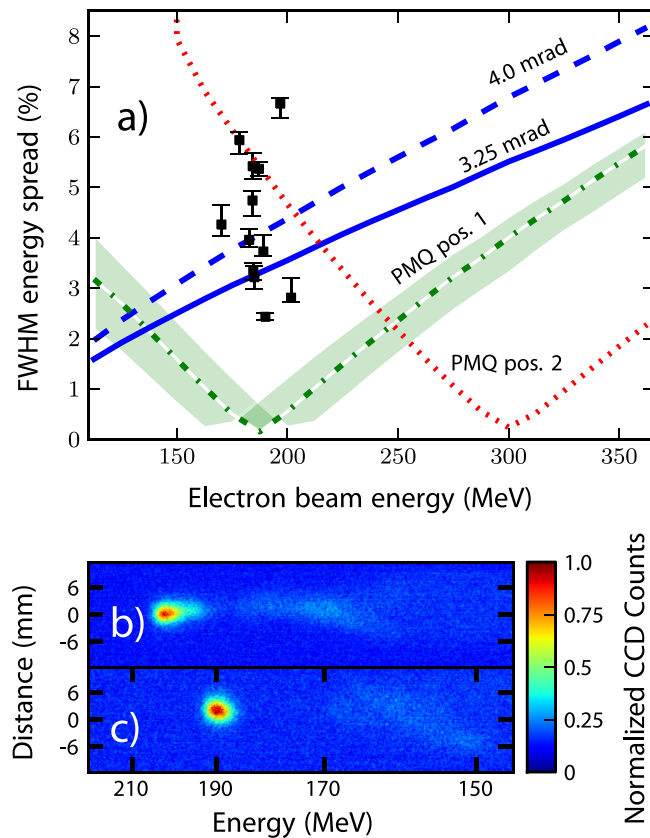 a)
FWHM energy spread (%)
8
7
6
5
4
3
2
1
0
4.0 mrad
3.25 mrad
PMQ pos. 1
PMQ pos. 2
150 200 250 300 350
Electron beam energy (MeV)
b)
c)
Distance (mm)
6
0
-6
6
0
-6
210 190 170 150
Energy (MeV)
1.0
0.75
0.5
0.25
0
Normalized CCD Counts